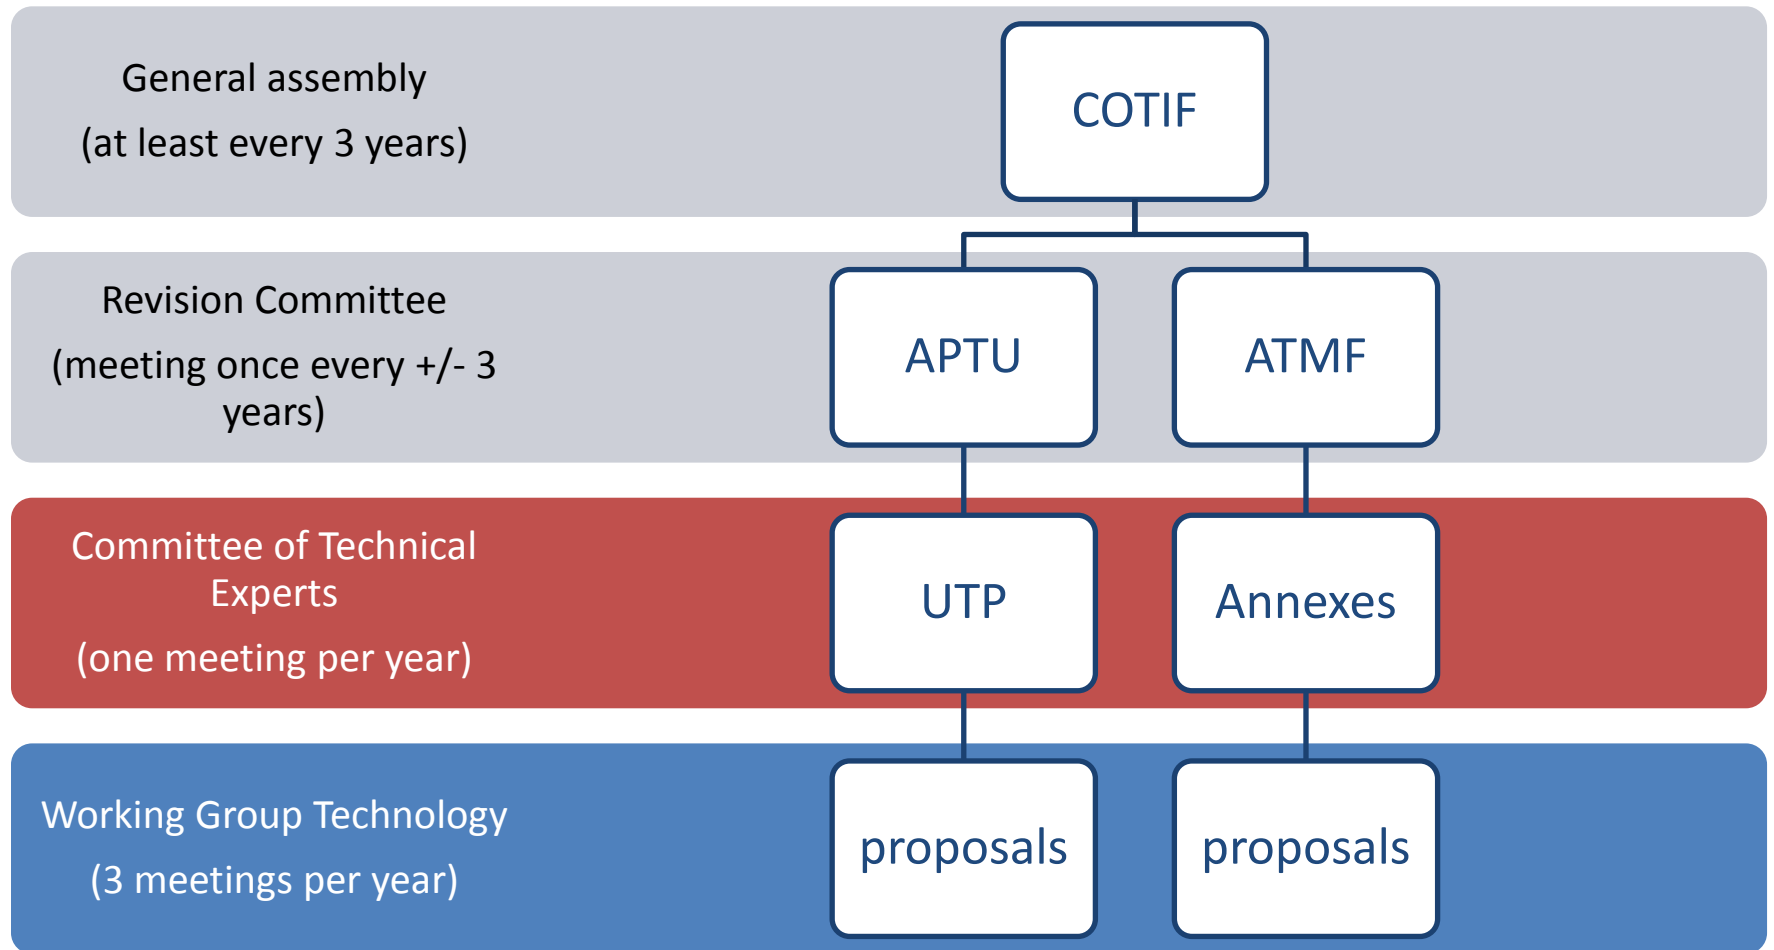 General assembly
(at least every 3 years)
COTIF
Revision Committee
(meeting once every +/- 3
years)
APTU
ATMF
Committee of Technical
Experts
(one meeting per year)
UTP
Annexes
Working Group Technology
(3 meetings per year)
proposals
proposals